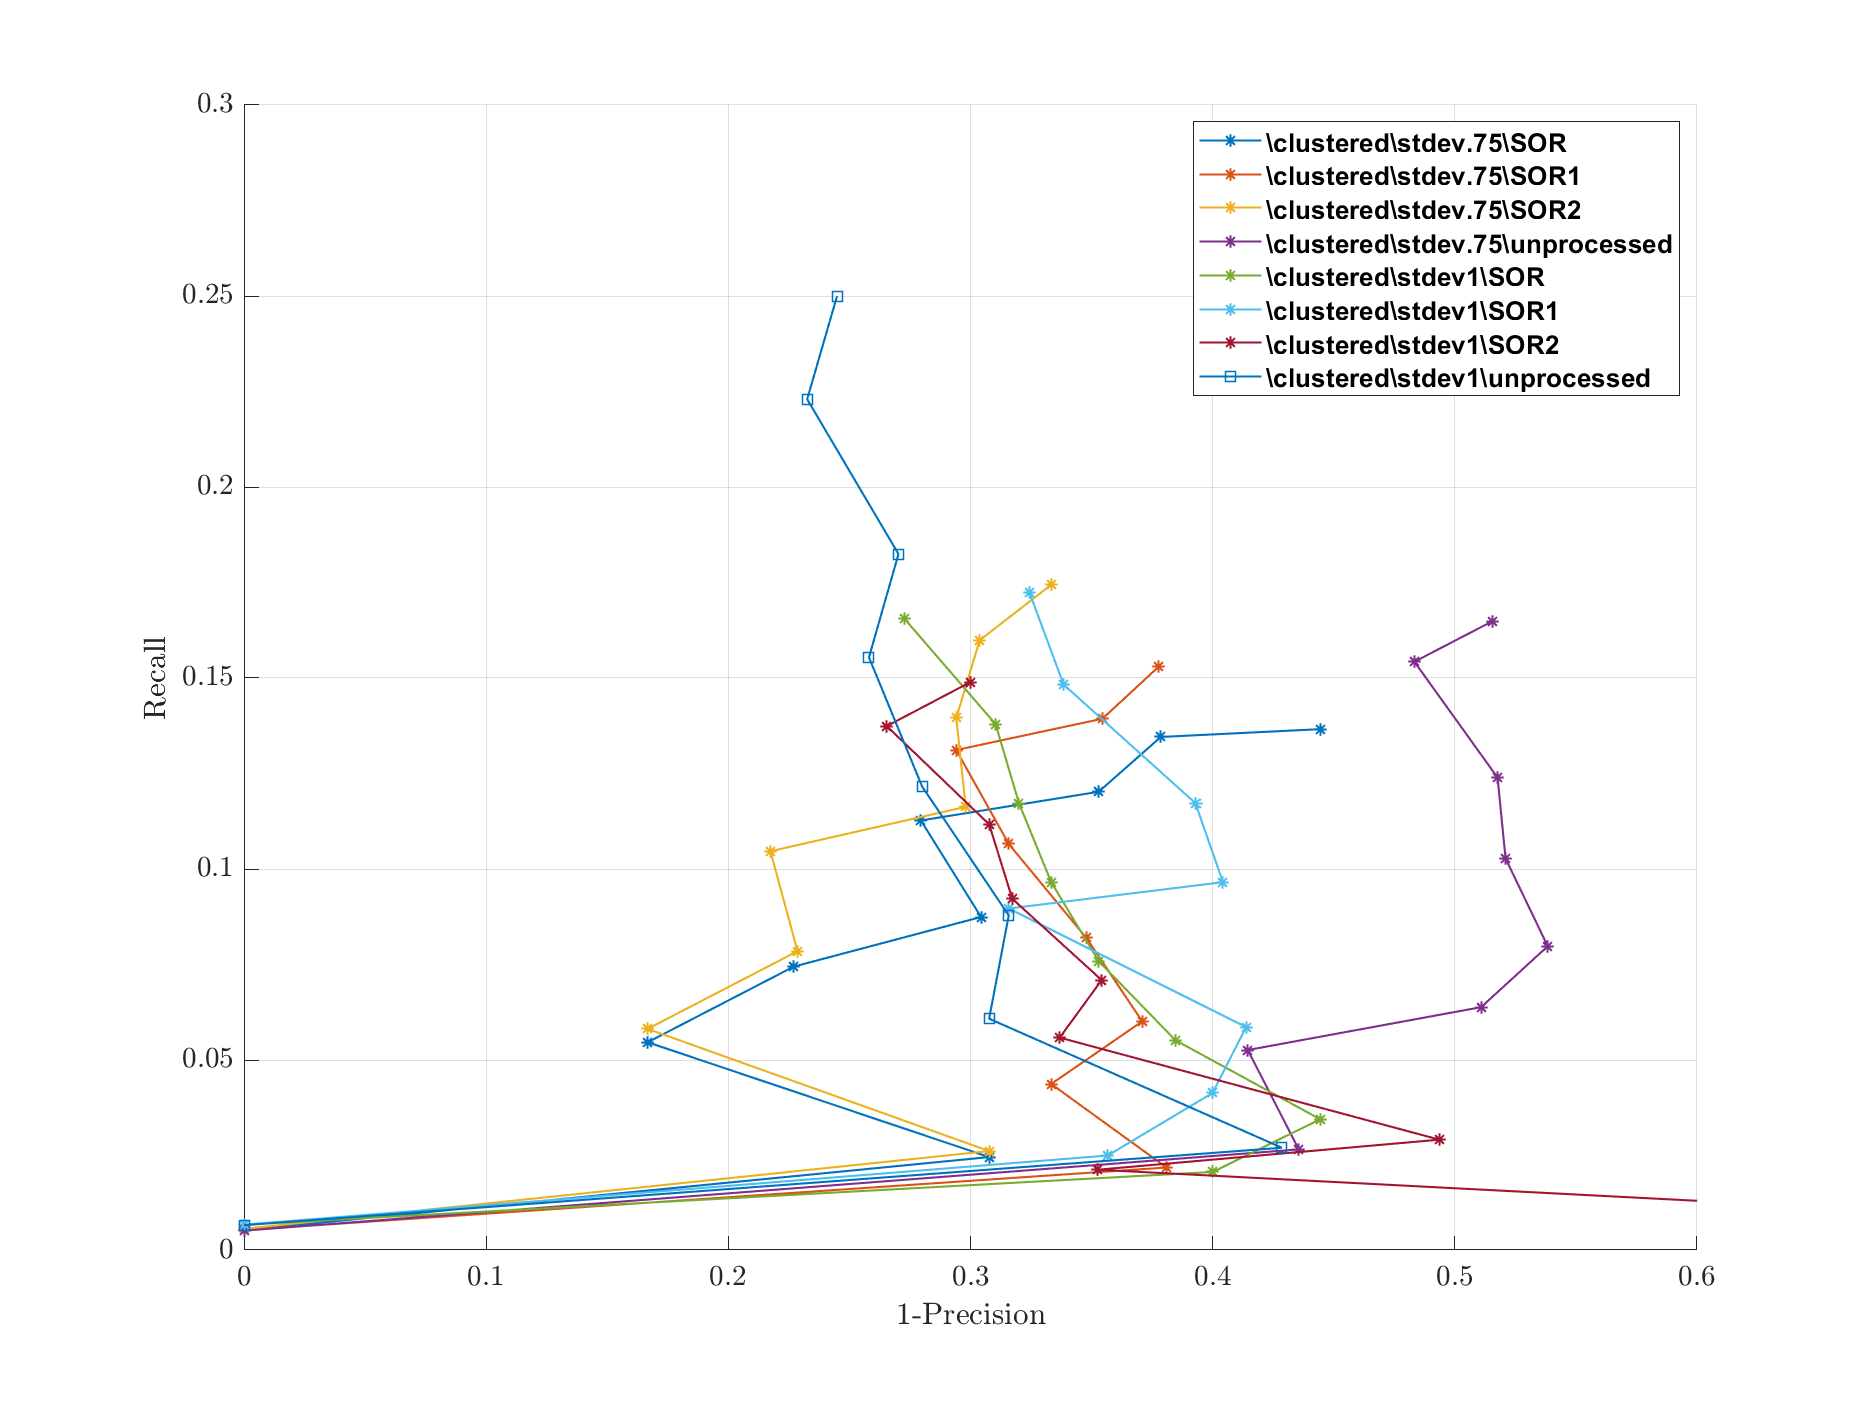 0.3
0.25
0.2
0.15
0.1
0.05
0
Recall
0 0.1 0.2 0.3 0.4 0.5 0.6
1-Precision
\clustered\stdev.75\SOR
\clustered\stdev.75\SOR1
\clustered\stdev.75\SOR2
\clustered\stdev.75\unprocessed
\clustered\stdev1\SOR
\clustered\stdev1\SOR1
\clustered\stdev1\SOR2
\clustered\stdev1\unprocessed